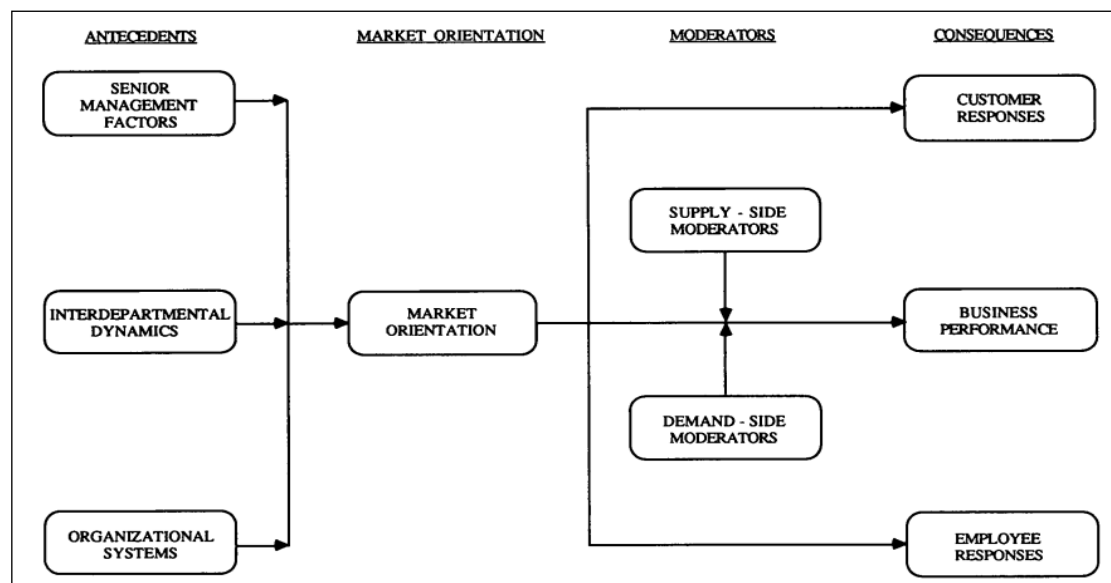 ANTECEDENTS
MARKET ORIENTATION
MODERATORS
CONSEQUENCES
SENIOR
MANAGEMENT
FACTORS
CUSTOMER
RESPONSES
SUPPLY - SIDE
MODERATORS
INTERDEPARTMENTAL
DYNAMICS
MARKET
ORIENTATION
BUSINESS
PERFORMANCE
DEMAND - SIDE
MODERATORS
ORGANIZATIONAL
SYSTEMS
EMPLOYEE
RESPONSES